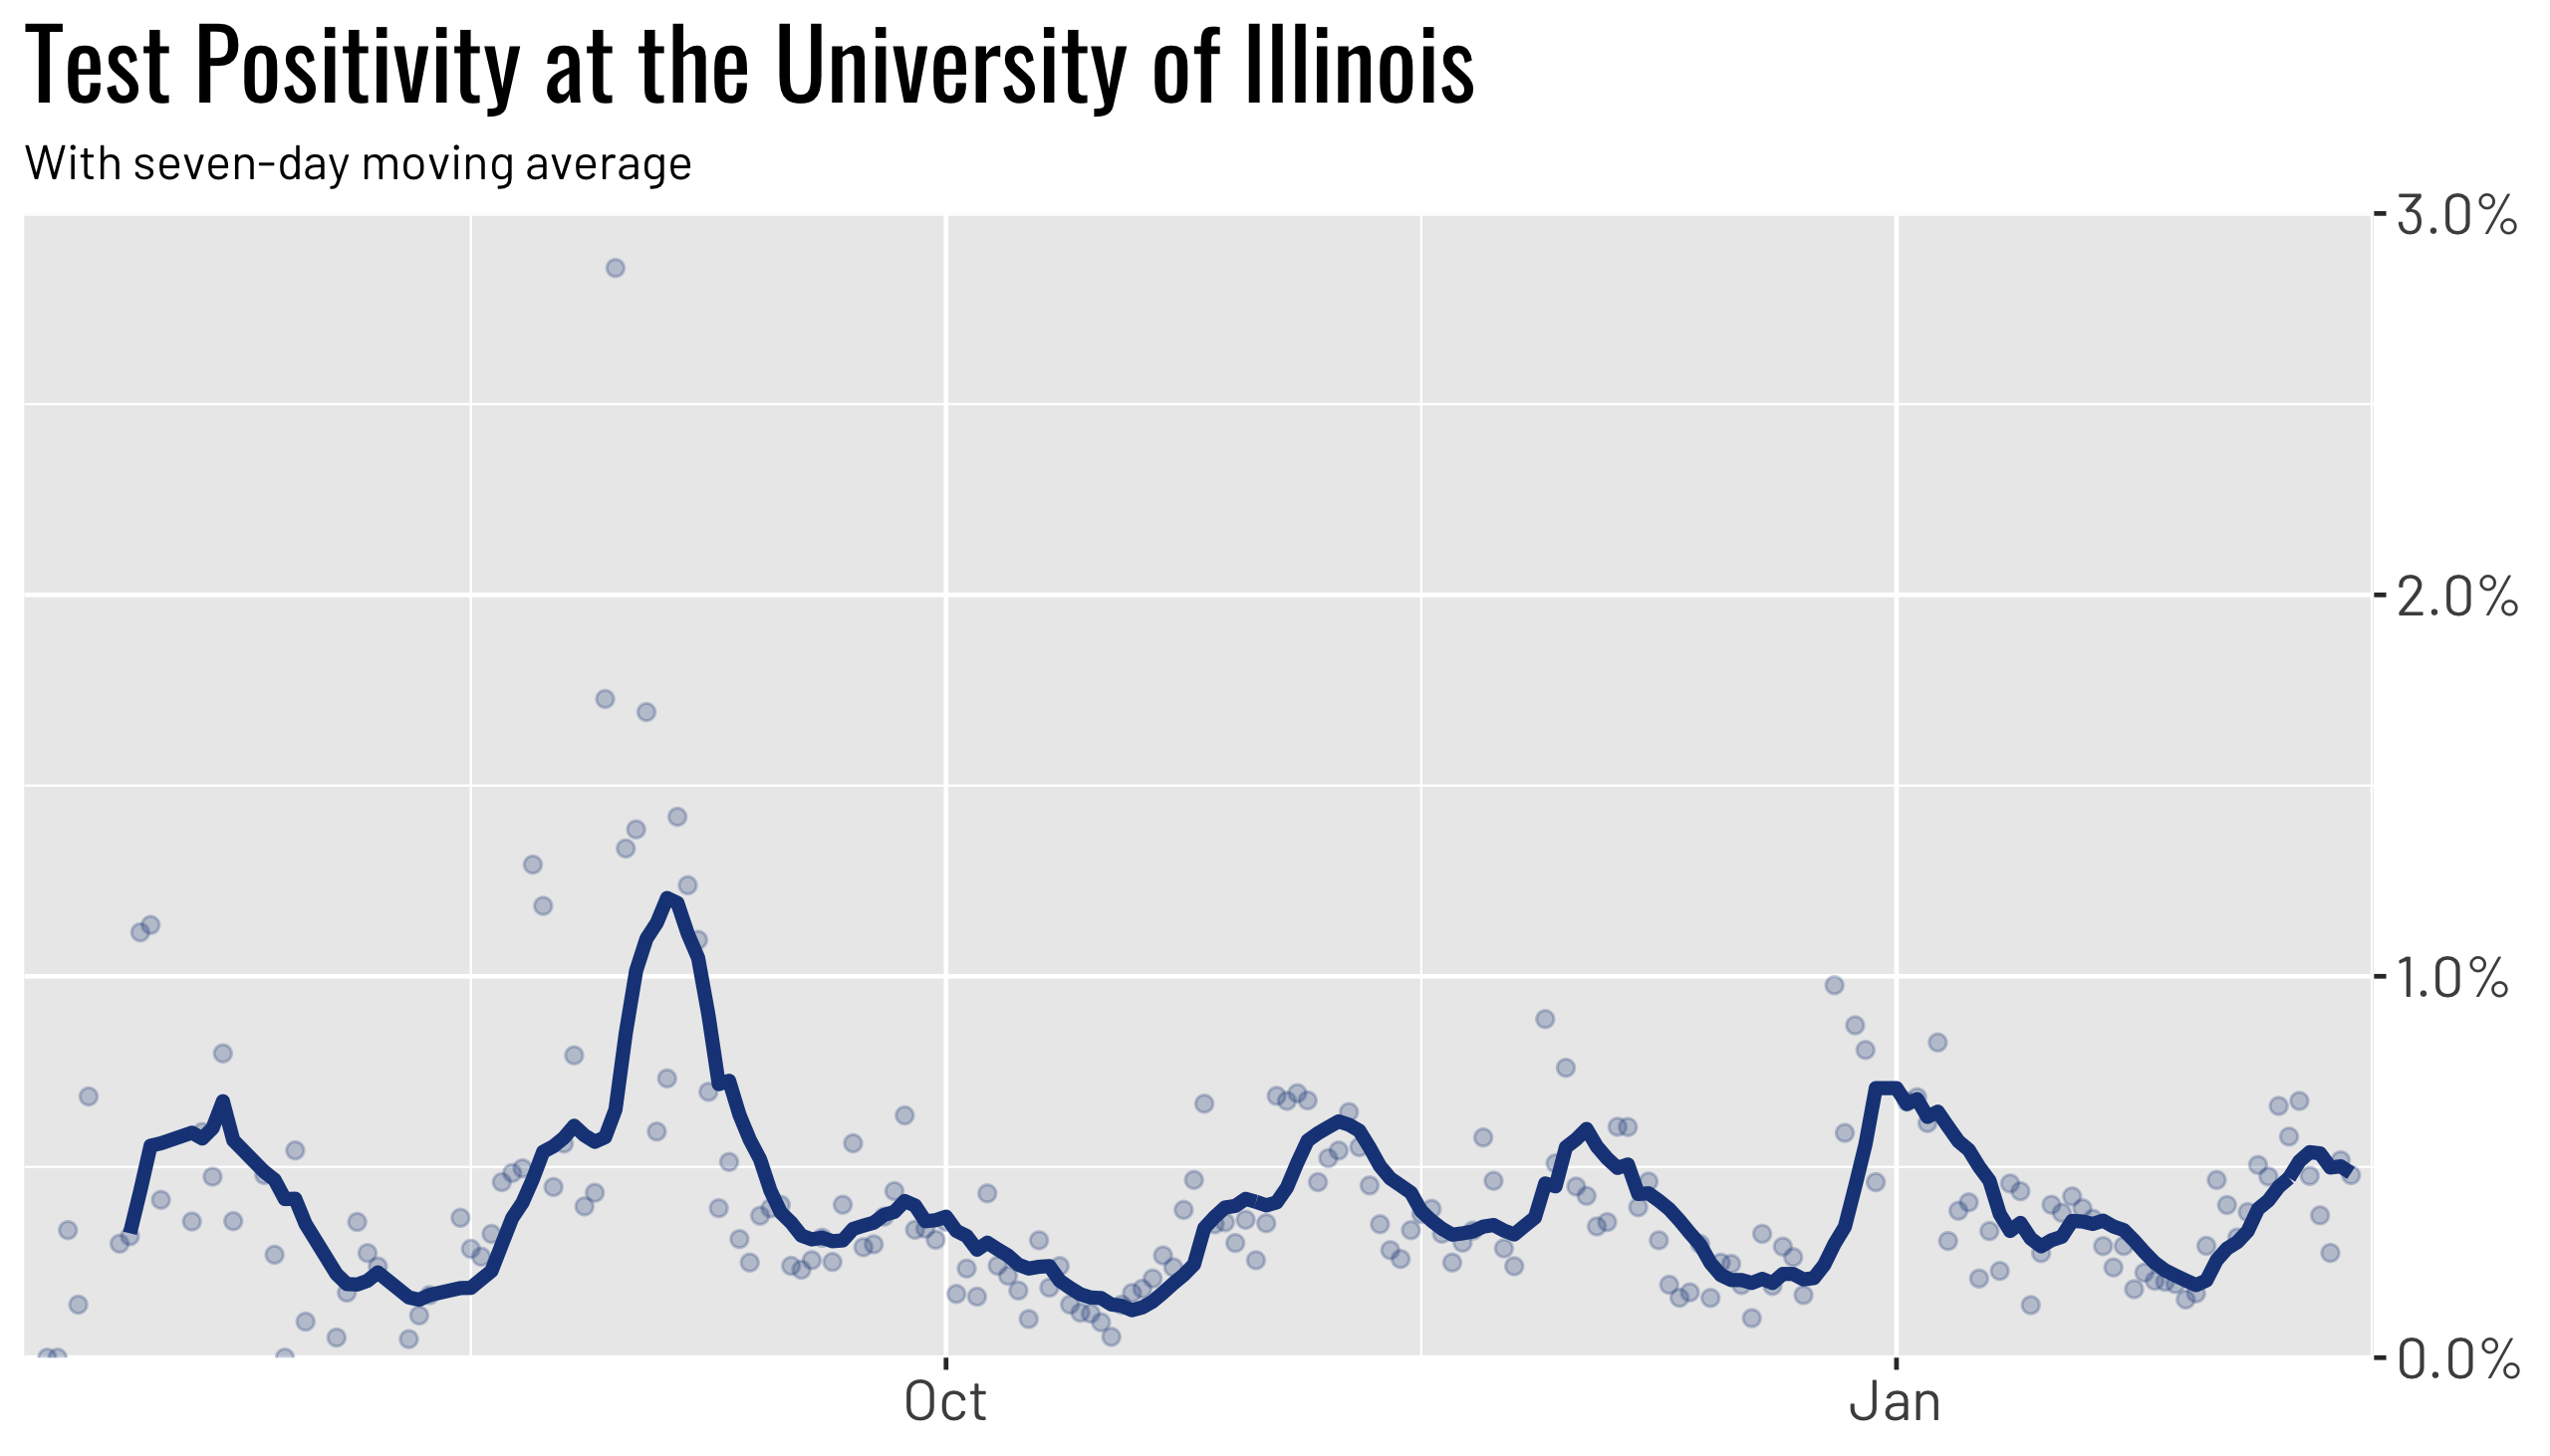 Test Positivity at the University of Illinois
With seven-day moving average
3.0%
2.0%
1.0%
0.0%
Oct
Jan